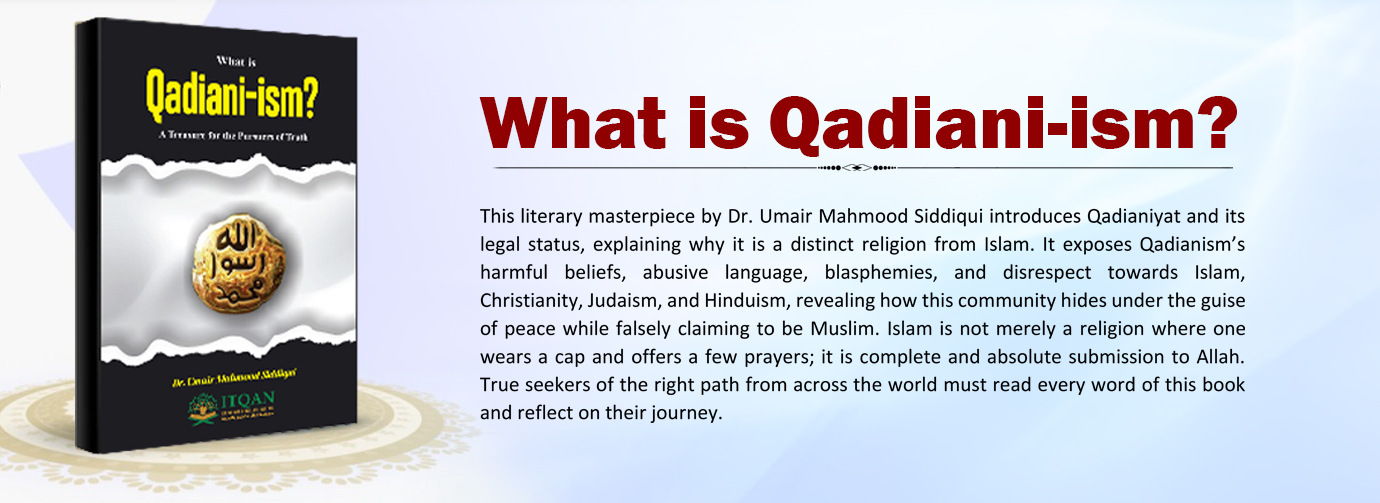 What is
Qadiani-ism?
A Treasure for the Pursuers of Truth
الله
رسول
محمد
Dr. Umair Mahmood Siddiqui
ITQAN
What is Qadiani-ism?
This literary masterpiece by Dr. Umair Mahmood Siddiqui introduces Qadianiyat and its
legal status, explaining why it is a distinct religion from Islam. It exposes Qadianism’s
harmful beliefs, abusive language, blasphemies, and disrespect towards Islam,
Christianity, Judaism, and Hinduism, revealing how this community hides under the guise
of peace while falsely claiming to be Muslim. Islam is not merely a religion where one
wears a cap and offers a few prayers; it is complete and absolute submission to Allah.
True seekers of the right path from across the world must read every word of this book
and reflect on their journey.